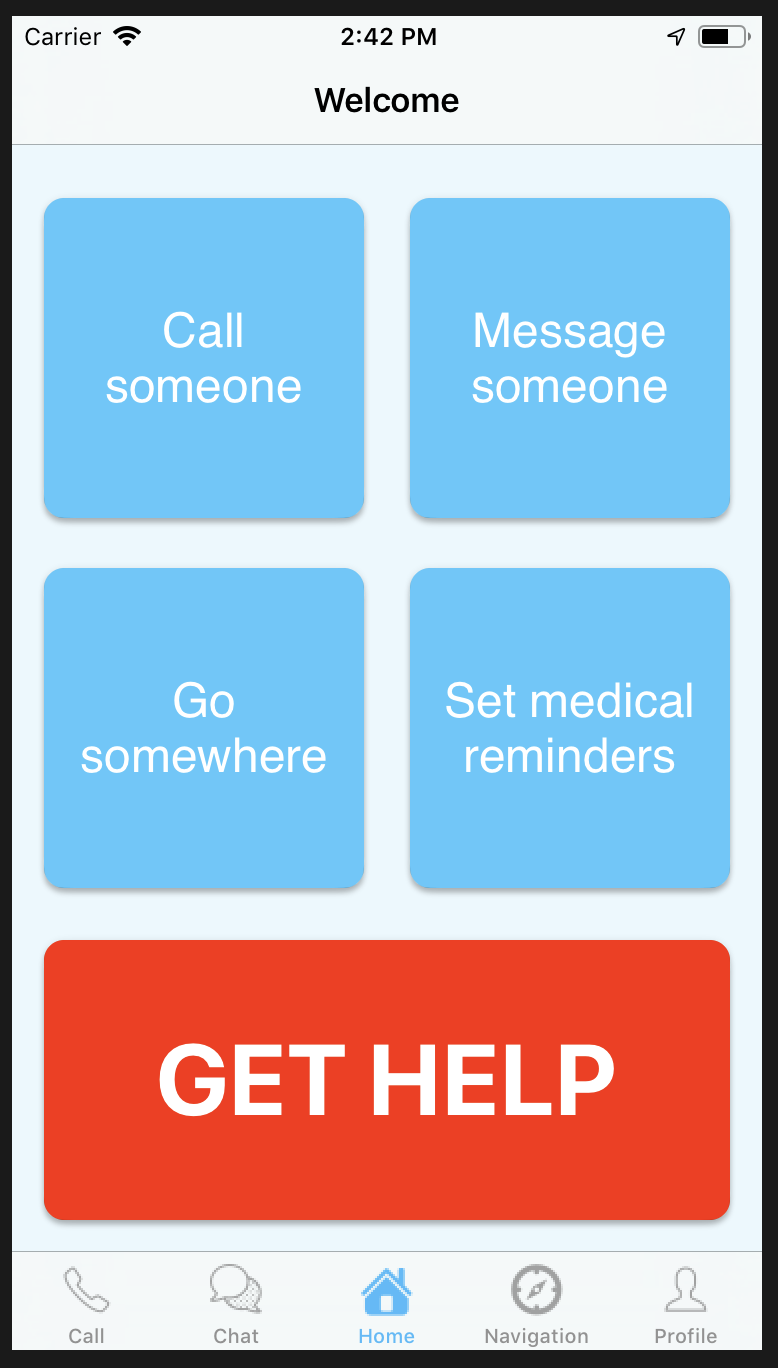 Carrier 2:42 PM
Welcome
Call
someone
Message
someone
Go
somewhere
Set medical
reminders
GET HELP
Call Chat Home Navigation Profile